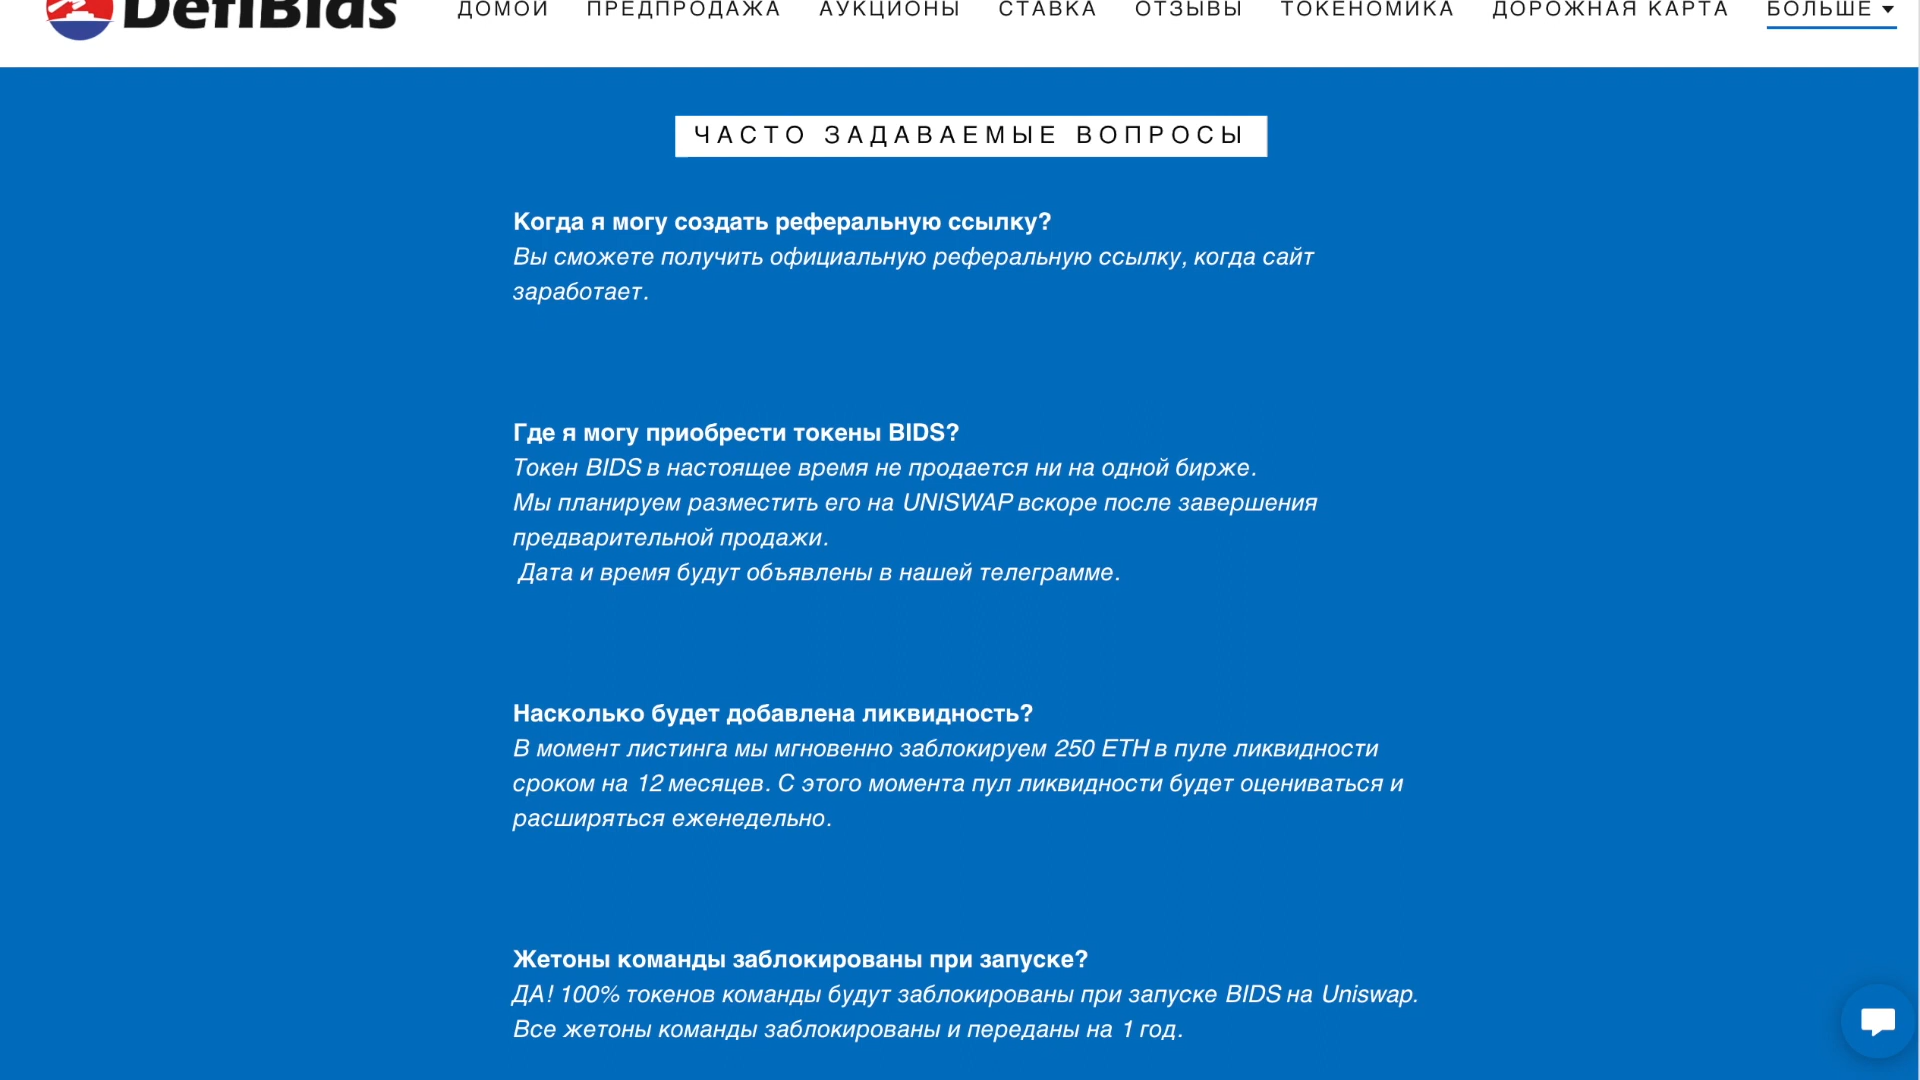 DefiBids
ДОМОЙ ПРЕДПРОДАЖА АУКЦИОНЫ СТАВКА ОТЗЫВЫ ТОКЕНОМИКА ДОРОЖНАЯ КАРТА БОЛЬШЕ
ЧАСТО ЗАДАВАЕМЫЕ ВОПРОСЫ
Когда я могу создать реферальную ссылку?
Вы сможете получить официальную реферальную ссылку, когда сайт
заработает.
Где я могу приобрести токены BIDS?
Токен BIDS в настоящее время не продается ни на одной бирже.
Мы планируем разместить его на UNISWAP вскоре после завершения
предварительной продажи.
Дата и время будут объявлены в нашей телеграмме.
Насколько будет добавлена ликвидность?
В момент листинга мы мгновенно заблокируем 250 ETH в пуле ликвидности
сроком на 12 месяцев. С этого момента пул ликвидности будет оцениваться и
расширяться еженедельно.
Жетоны команды заблокированы при запуске?
ДА! 100% токенов команды будут заблокированы при запуске BIDS на Uniswap.
Все жетоны команды заблокированы и переданы на 1 год.